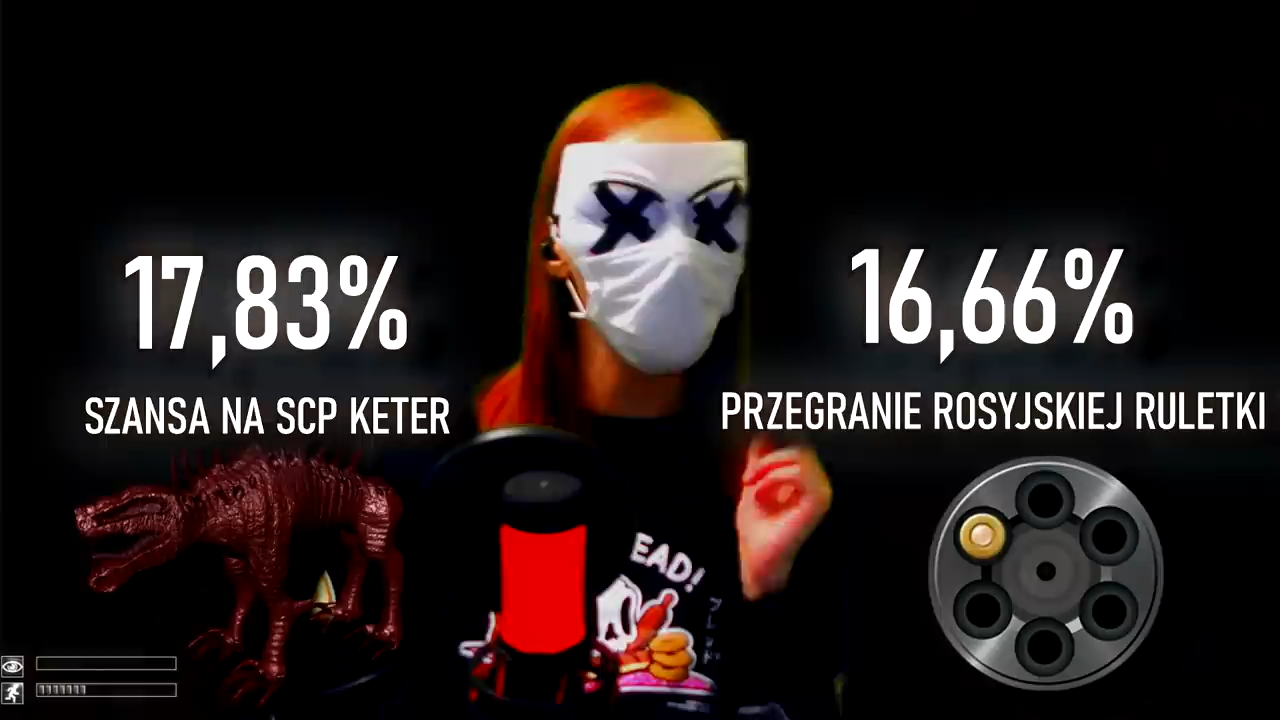 17,83%
SZANSA NA SCP KETER
16,66%
PRZEGRANIE ROSYJSKIEJ RULETKI
EAD!